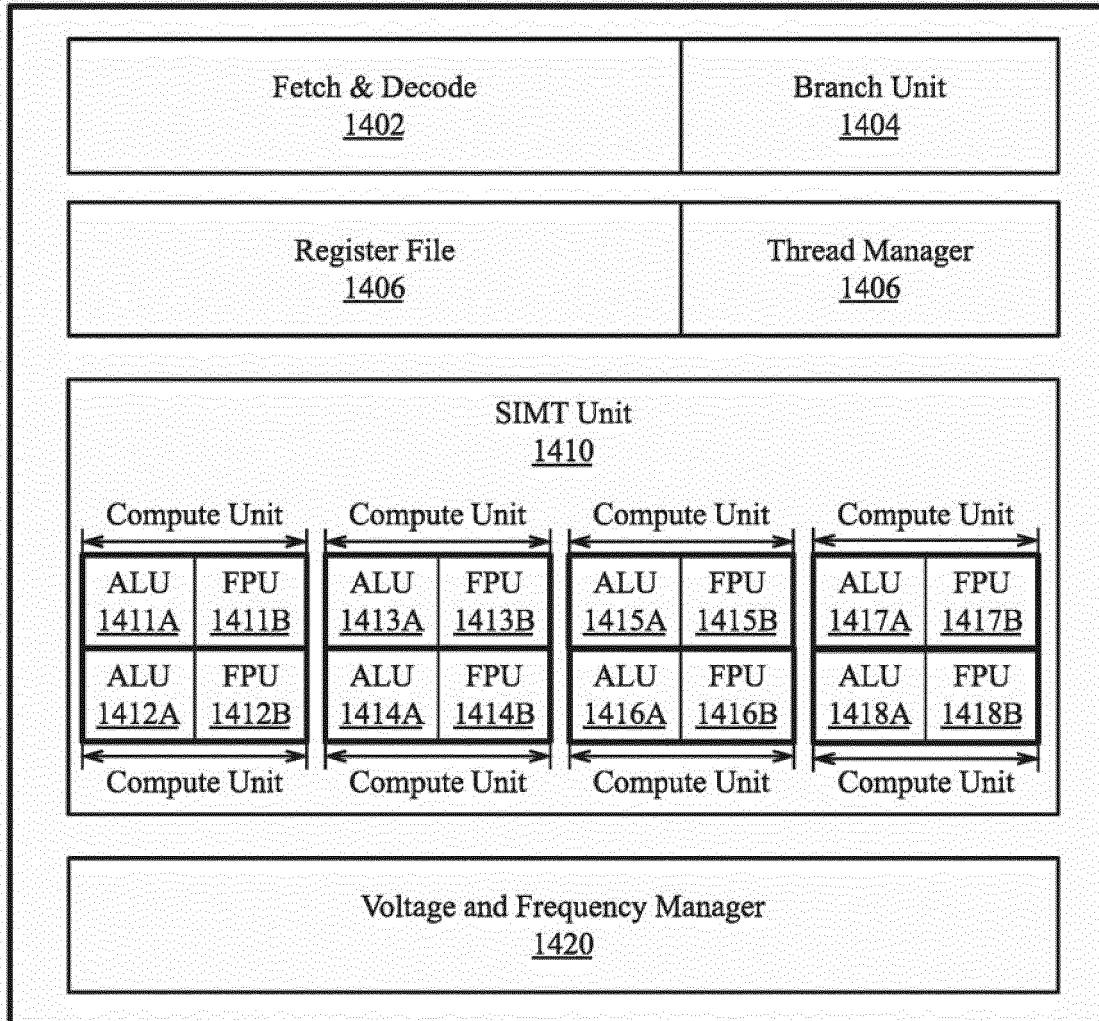 Fetch & Decode
1402
Branch Unit
1404
Register File
1406
Thread Manager
1406
SIMT Unit
1410
Compute Unit
Compute Unit
Compute Unit
Compute Unit
ALU
1411A
FPU
1411B
ALU
1413A
FPU
1413B
ALU
1415A
FPU
1415B
ALU
1417A
FPU
1417B
ALU
1412A
FPU
1412B
ALU
1414A
FPU
1414B
ALU
1416A
FPU
1416B
ALU
1418A
FPU
1418B
Compute Unit
Compute Unit
Compute Unit
Compute Unit
Voltage and Frequency Manager
1420